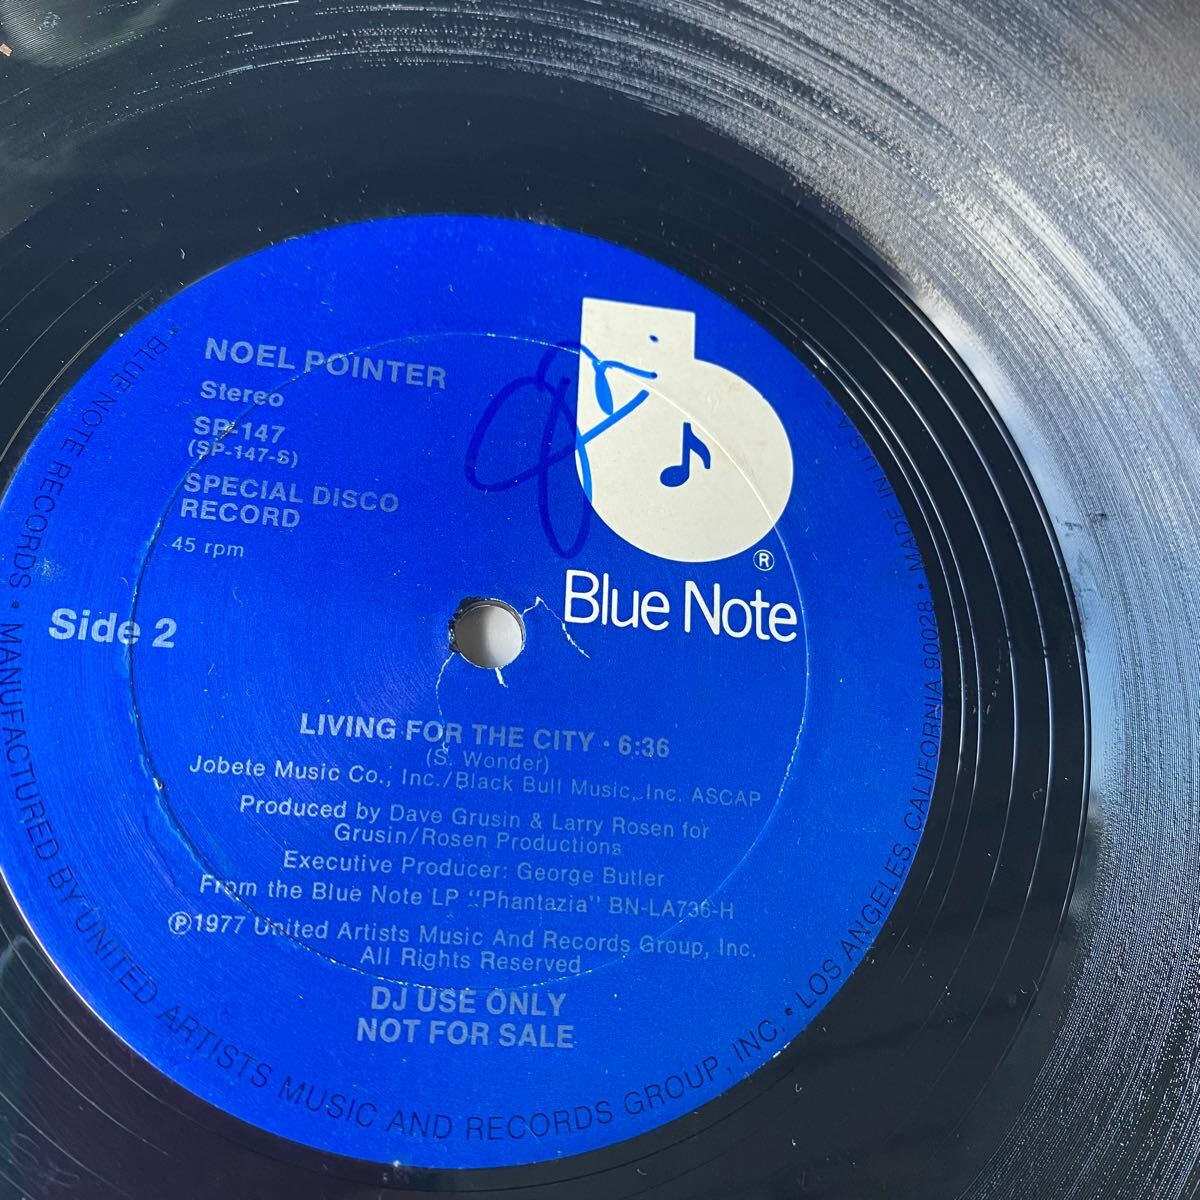 NOEL POINTER
Stereo
SP-147
(SP-147-S)
SPECIAL DISCO
RECORD
45 rpm
Side 2
®
Blue Note
LIVING FOR THE CITY • 6:36
(S. Wonder)
Jobete Music Co., Inc./Black Bull Music, Inc. ASCAP
Produced by Dave Grusin & Larry Rosen for
Grusin/Rosen Productions
Executive Producer: George Butler
From the Blue Note LP "Phantazia" BN-LA736-H
Ⓟ1977 United Artists Music And Records Group, Inc.
All Rights Reserved
DJ USE ONLY
NOT FOR SALE
• BLUE NOTE RECORDS • MANUFACTURED BY UNITED ARTISTS MUSIC AND RECORDS GROUP, INC. • LOS ANGELES, CALIFORNIA 90028 • MADE IN U.S.A.